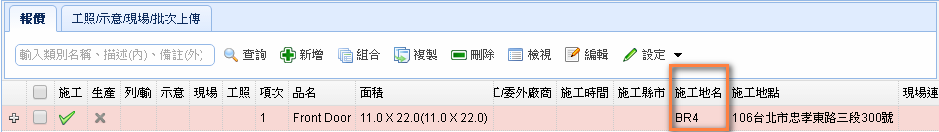 報價 工照/示意/現場/批次上傳
輸入類別名稱、描述(內)、備註(外) 查詢 新增 組合 複製 刪除 檢視 編輯 設定
施工 生產 列/輸 示意 現場 工照 項次 品名 面積 工/委外廠商 施工時間 施工縣市 施工地名 施工地點 現場連
1 Front Door 11.0 X 22.0(11.0 X 22.0) BR4 106台北市忠孝東路三段300號